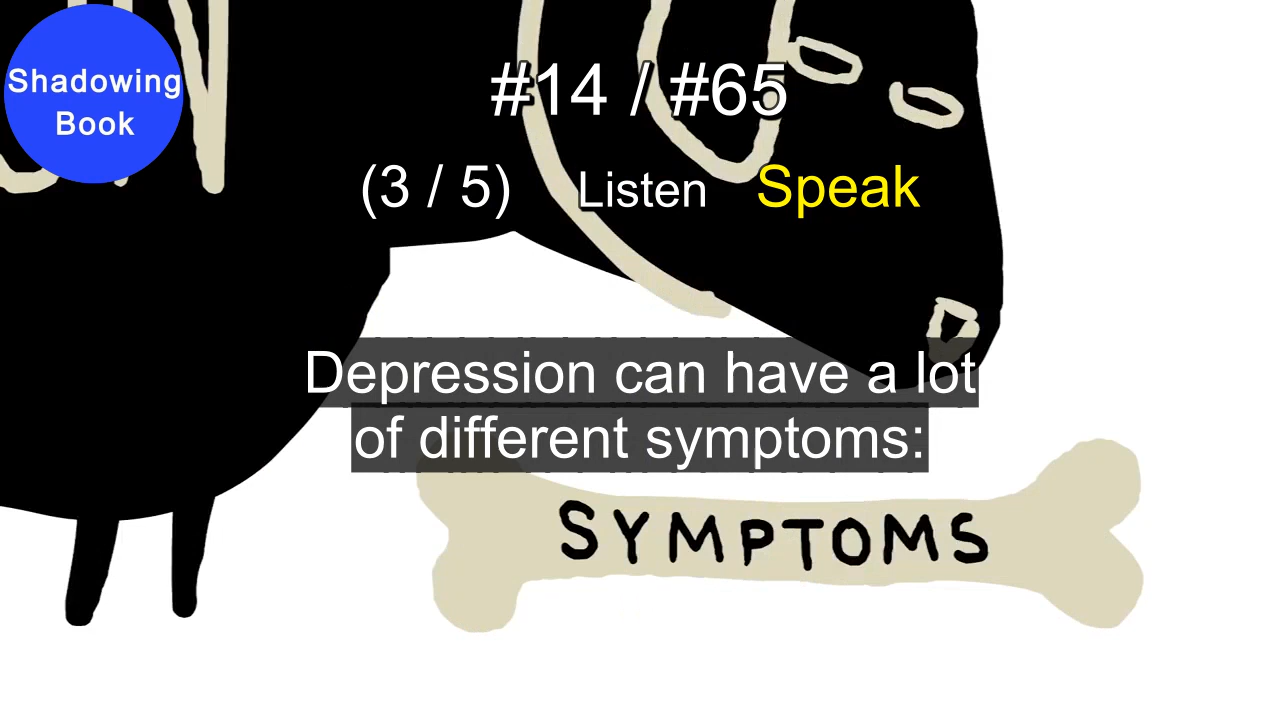 Shadowing
Book
#14 / #65
(3 / 5) Listen Speak
Depression can have a lot
of different symptoms:
SYMPTOMS